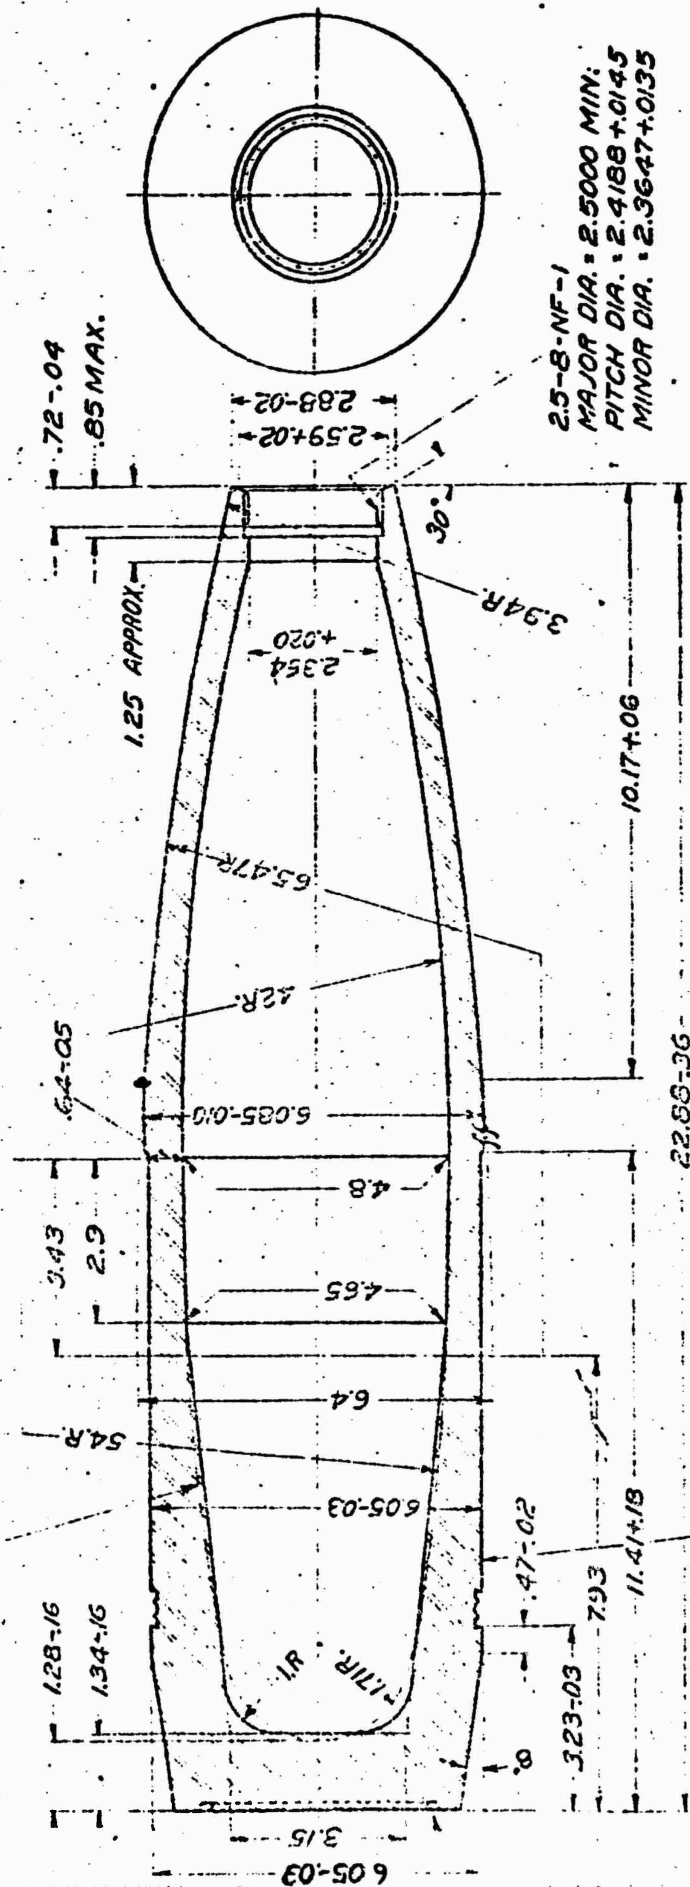 .72-.04
.85 MAX.
1.25 APPROX.
2.88-.02
2.59+.02
2.354
+.020
30°
3.94R.
2.5-8-NF-1
MAJOR DIA. = 2.5000 MIN.
PITCH DIA. = 2.4188+.0145
MINOR DIA. = 2.3647+.0135
65.47R
10.17+.06
.64-.05
6.085-.010
22.88-.36
3.43
2.9
4.8
4.65
6.4
54.R
6.05-.03
.47-.02
11.41+.18
7.93
1.28-.16
1.34-.16
1.R
1.71R.
3.23-.03
8°
3.15
6.05-.03